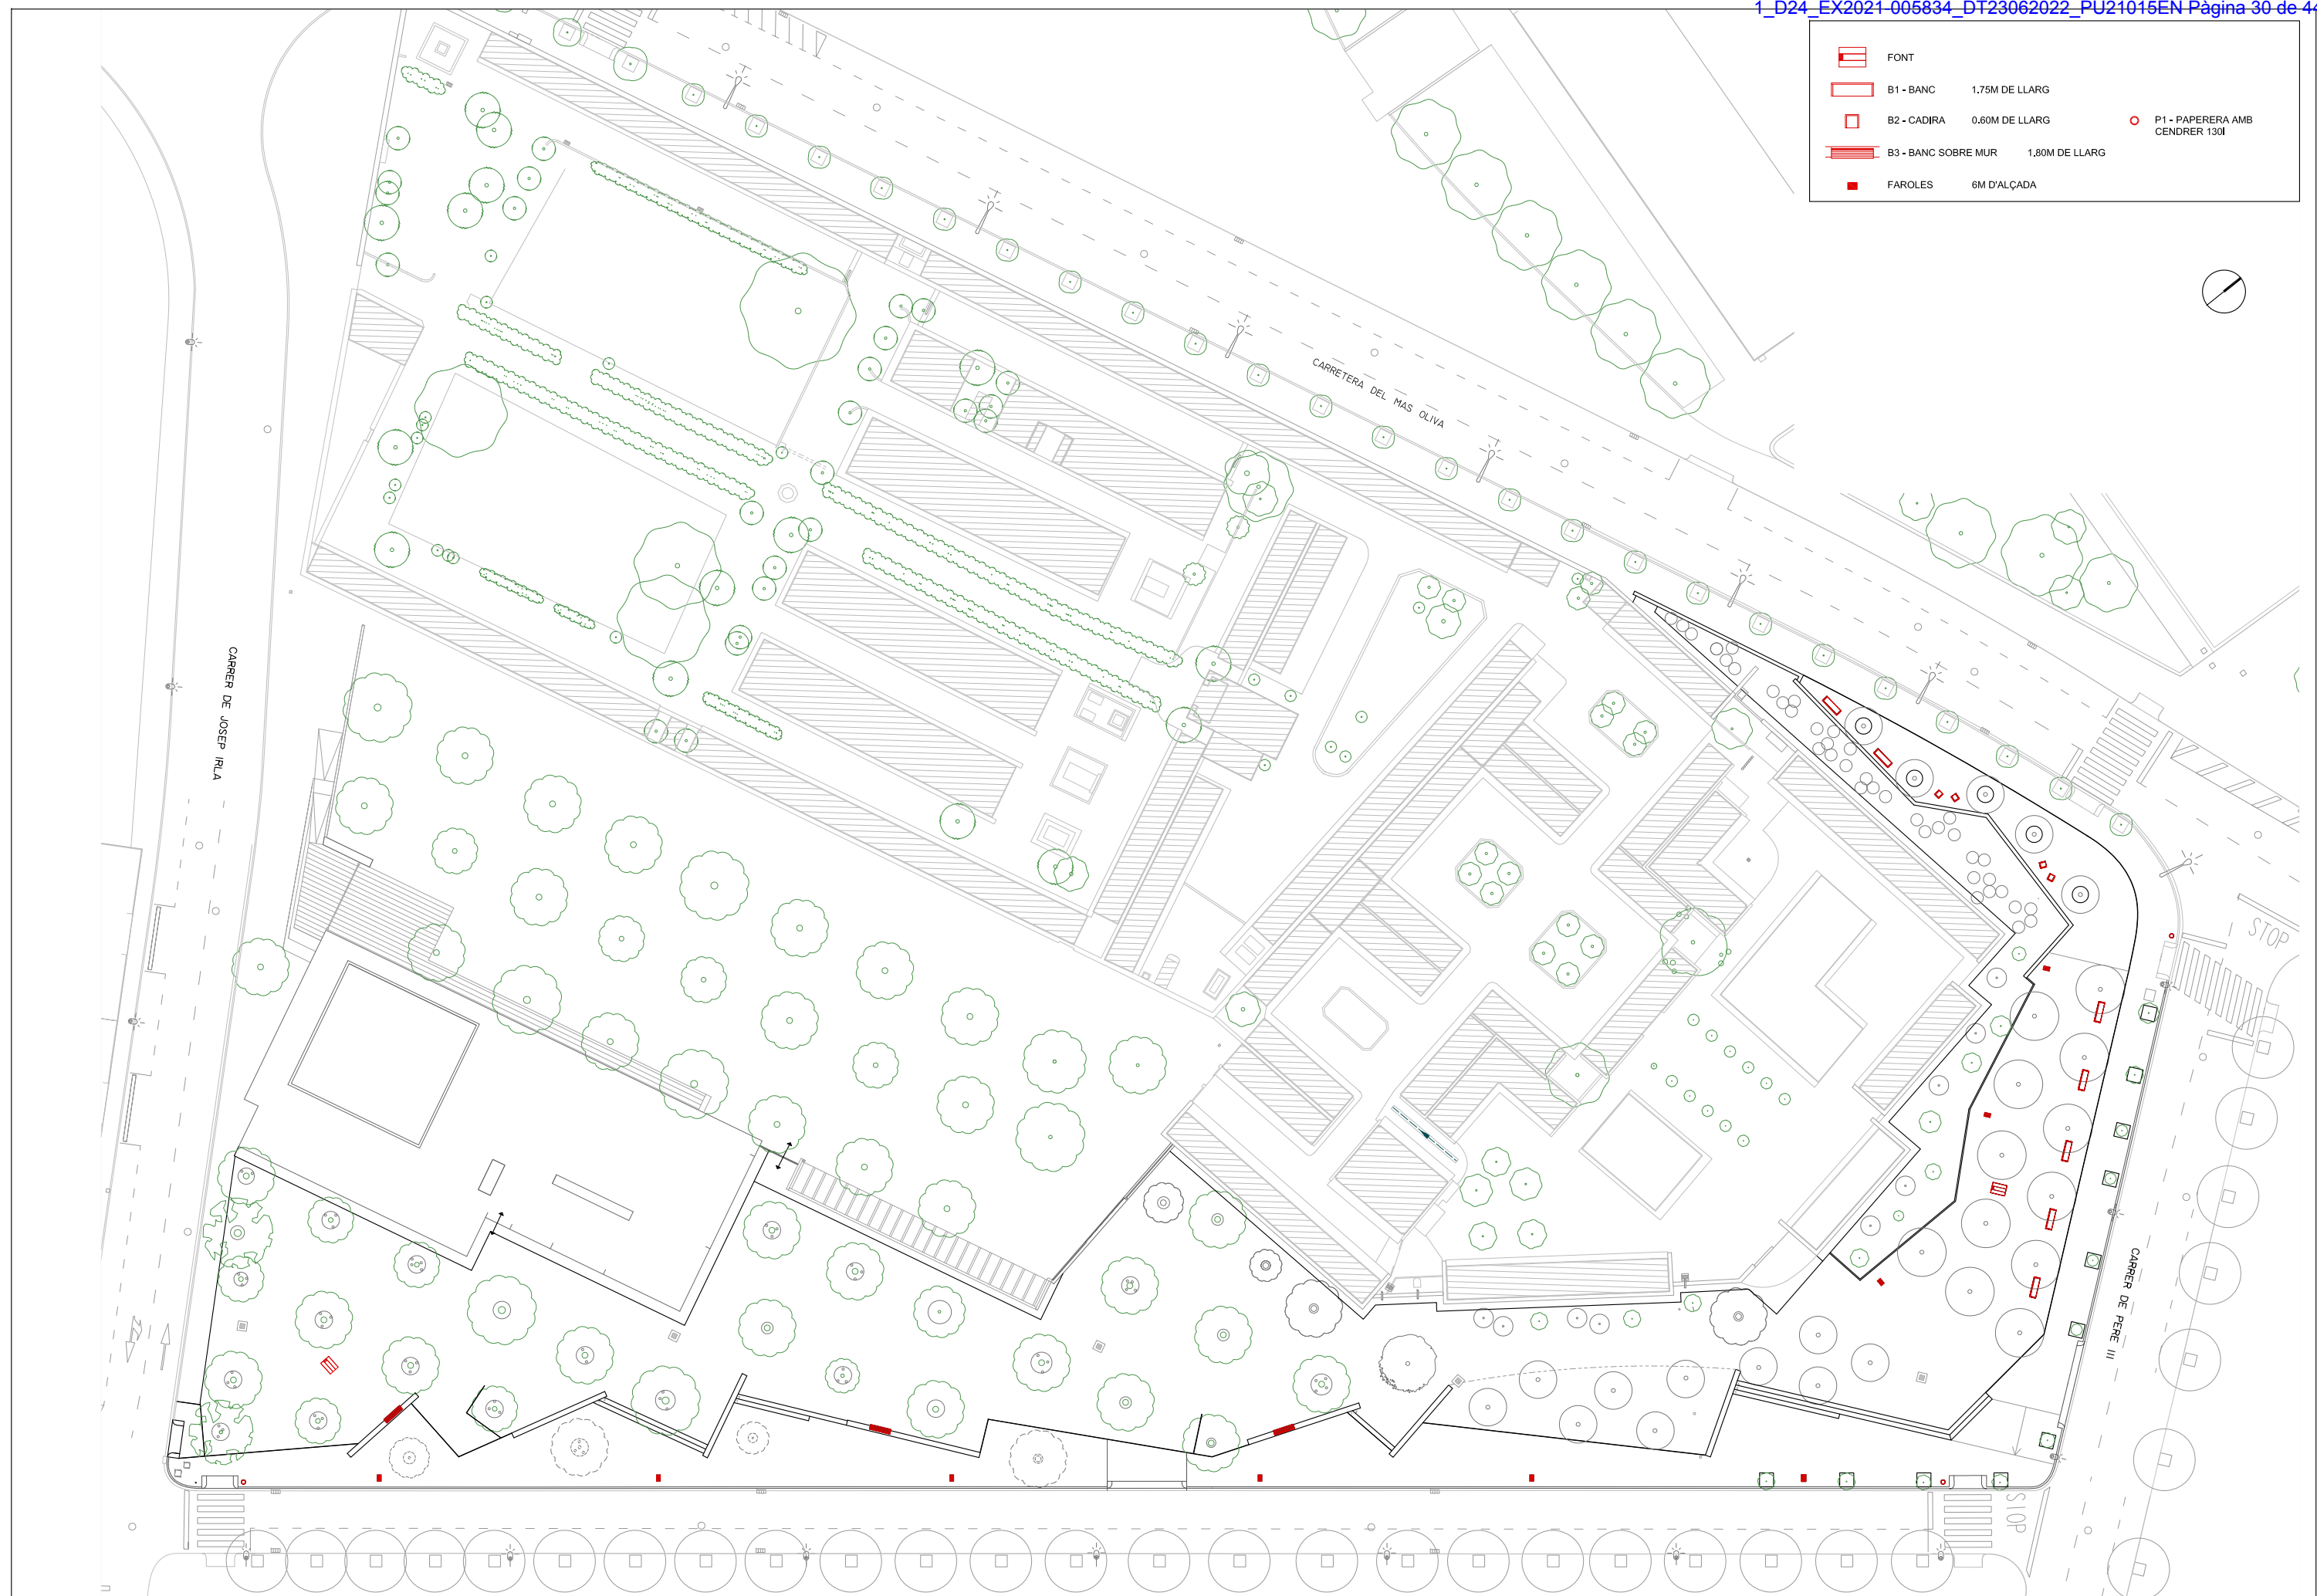 1_D24_EX2021-005834_DT23062022_PU21015EN Pàgina 30 de 44
FONT
B1 - BANC 1.75M DE LLARG
B2 - CADIRA 0.60M DE LLARG
P1 - PAPERERA AMB
CENDRER 130l
B3 - BANC SOBRE MUR 1,80M DE LLARG
FAROLES 6M D'ALÇADA
CARRETERA DEL MAS OLIVA
CARRER DE JOSEP IRLA
STOP
CARRER DE PERE III
STOP